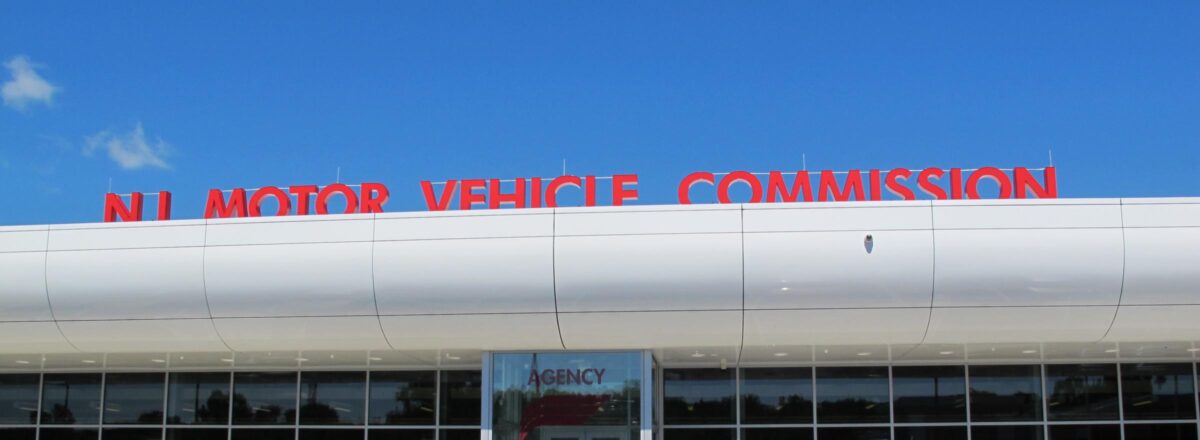 NJ MOTOR VEHICLE COMMISSION
AGENCY